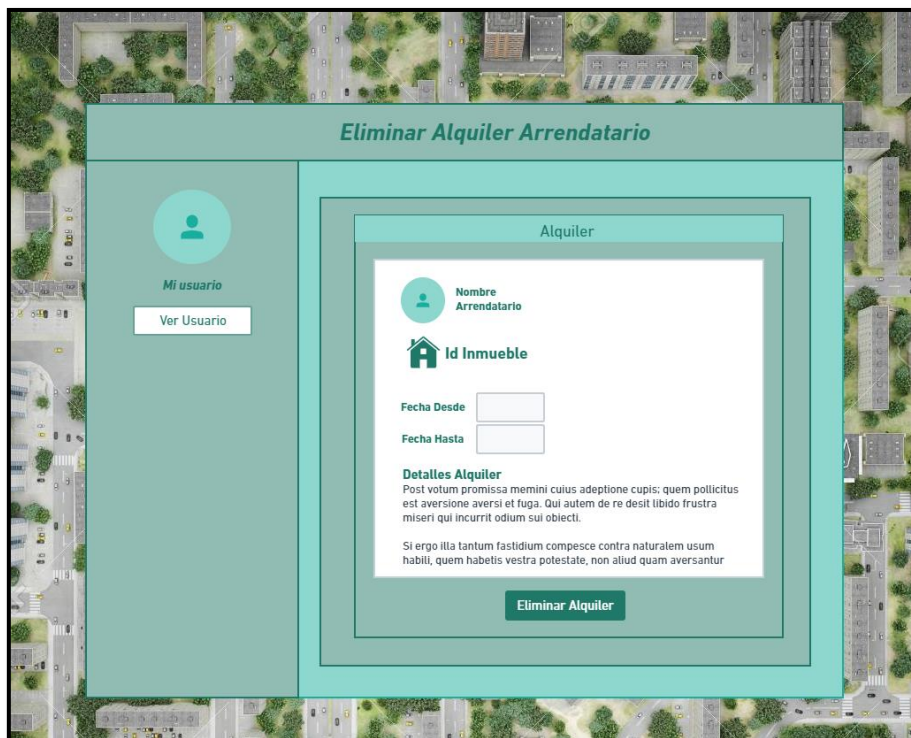 Eliminar Alquiler Arrendatario
Mi usuario
Ver Usuario
Alquiler
Nombre
Arrendatario
Id Inmueble
Fecha Desde
Fecha Hasta
Detalles Alquiler
Post votum promissa memini cuius adeptione cupis; quem pollicitus
est aversione aversi et fuga. Qui autem de re desit libido frustra
miseri qui incurrit odium sui obiecti.
Si ergo illa tantum fastidium compesce contra naturalem usum
habili, quem habetis vestra potestate, non aliud quam aversantur
Eliminar Alquiler